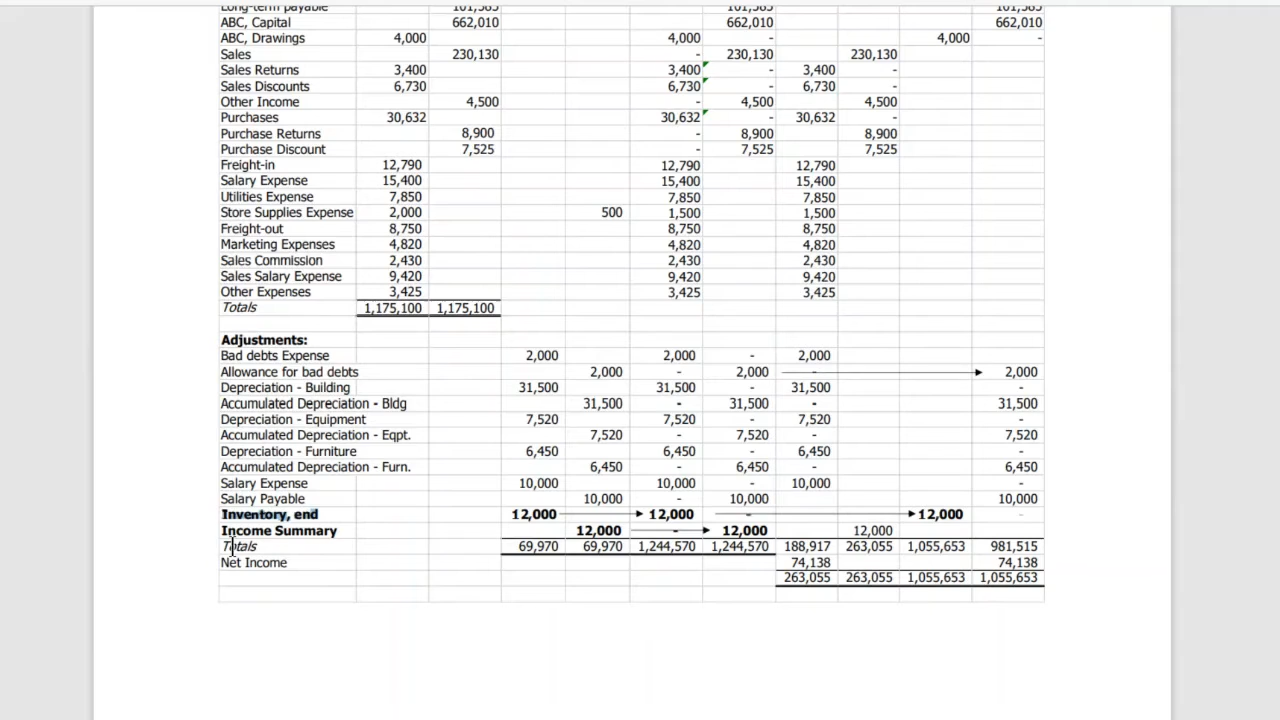 Long-term payable 101,585 101,585 101,585
ABC, Capital 662,010 662,010 662,010
ABC, Drawings 4,000 4,000 - 4,000 -
Sales 230,130 - 230,130 230,130
Sales Returns 3,400 3,400 - 3,400 -
Sales Discounts 6,730 6,730 - 6,730 -
Other Income 4,500 - 4,500 4,500
Purchases 30,632 30,632 - 30,632 -
Purchase Returns 8,900 - 8,900 8,900
Purchase Discount 7,525 - 7,525 7,525
Freight-in 12,790 12,790 12,790
Salary Expense 15,400 15,400 15,400
Utilities Expense 7,850 7,850 7,850
Store Supplies Expense 2,000 500 1,500 1,500
Freight-out 8,750 8,750 8,750
Marketing Expenses 4,820 4,820 4,820
Sales Commission 2,430 2,430 2,430
Sales Salary Expense 9,420 9,420 9,420
Other Expenses 3,425 3,425 3,425
Totals 1,175,100 1,175,100
Adjustments:
Bad debts Expense 2,000 2,000 - 2,000
Allowance for bad debts 2,000 - 2,000 - 2,000
Depreciation - Building 31,500 31,500 - 31,500 -
Accumulated Depreciation - Bldg 31,500 - 31,500 - 31,500
Depreciation - Equipment 7,520 7,520 - 7,520 -
Accumulated Depreciation - Eqpt. 7,520 - 7,520 - 7,520
Depreciation - Furniture 6,450 6,450 - 6,450 -
Accumulated Depreciation - Furn. 6,450 - 6,450 - 6,450
Salary Expense 10,000 10,000 - 10,000 -
Salary Payable 10,000 - 10,000 10,000
Inventory, end 12,000 12,000 - 12,000 -
Income Summary 12,000 - 12,000 12,000
Totals 69,970 69,970 1,244,570 1,244,570 188,917 263,055 1,055,653 981,515
Net Income 74,138 74,138
263,055 263,055 1,055,653 1,055,653